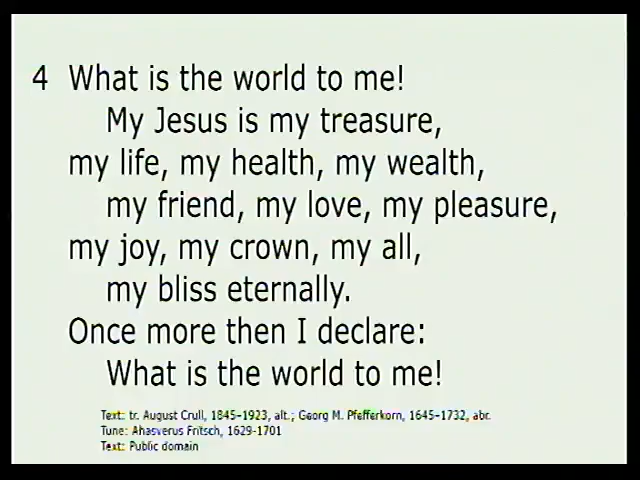 4 What is the world to me!
My Jesus is my treasure,
my life, my health, my wealth,
my friend, my love, my pleasure,
my joy, my crown, my all,
my bliss eternally.
Once more then I declare:
What is the world to me!
Text: tr. August Crull, 1845-1923, alt.; Georg M. Pfefferkorn, 1645-1732, abr.
Tune: Ahasverus Fritsch, 1629-1701
Text: Public domain